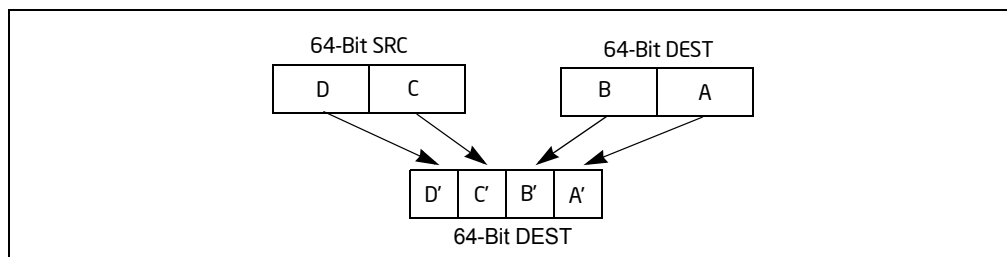 64-Bit SRC 64-Bit DEST
D C B A
D’ C’ B’ A’
64-Bit DEST